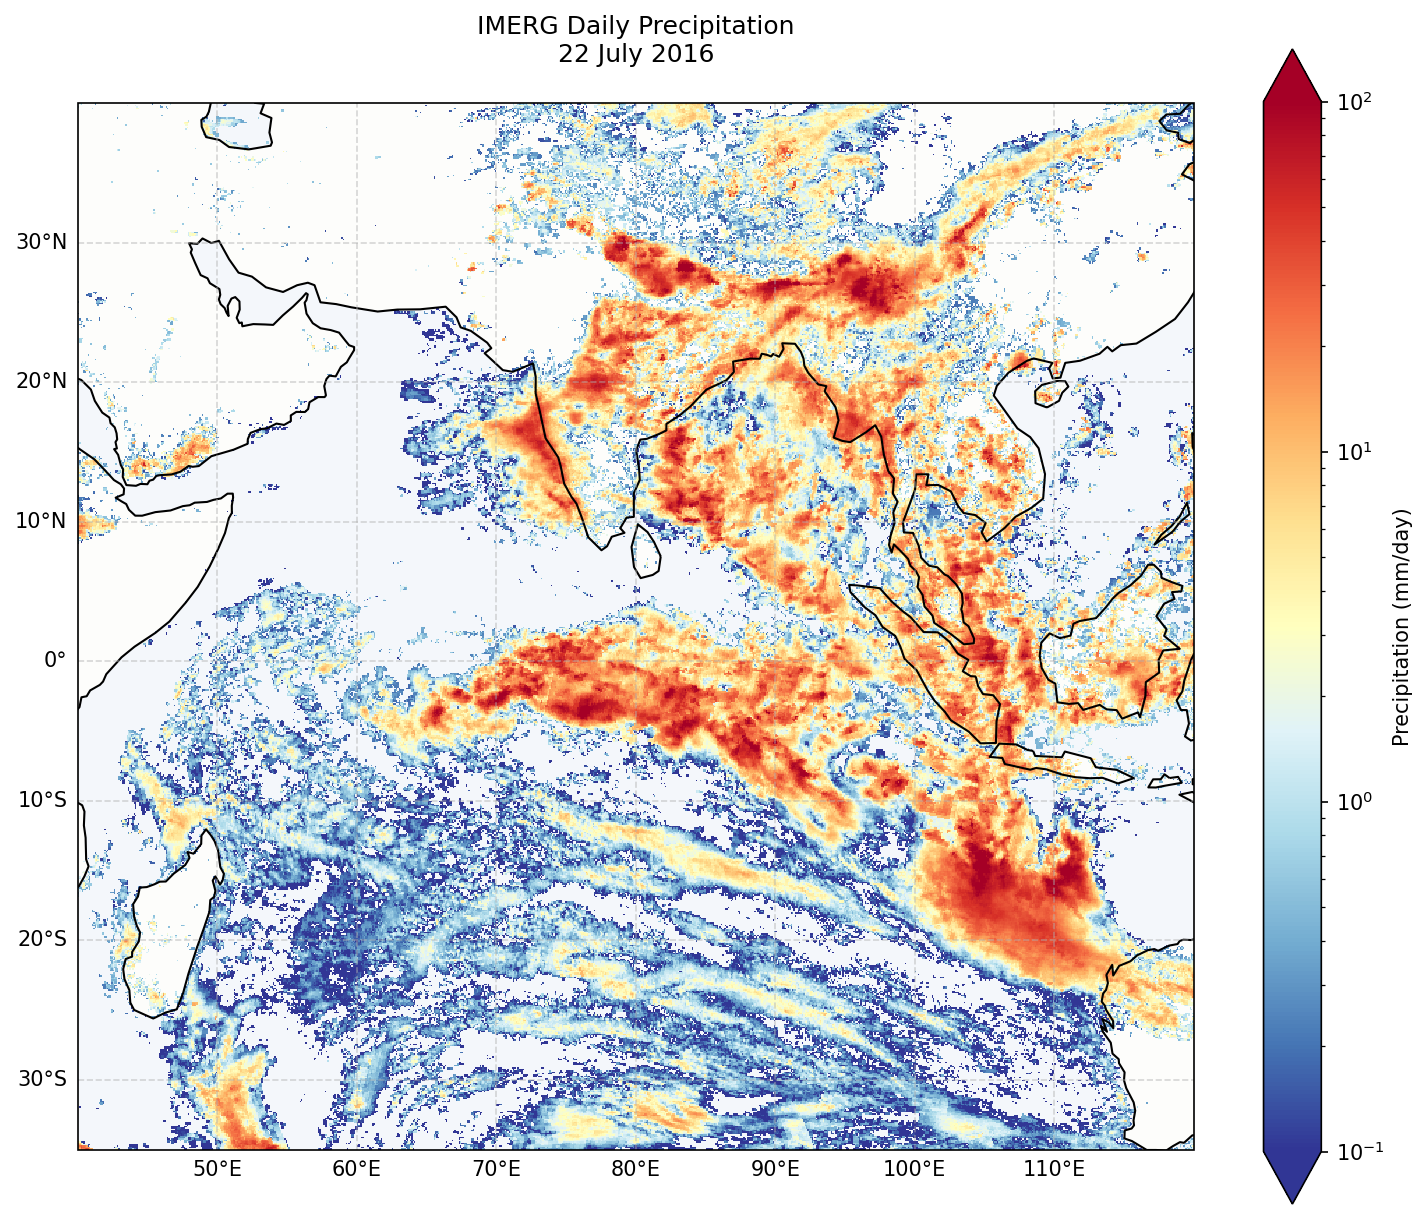 IMERG Daily Precipitation
22 July 2016
30°N
20°N
10°N
0°
10°S
20°S
30°S
50°E 60°E 70°E 80°E 90°E 100°E 110°E
10²
10¹
10⁰
10⁻¹
Precipitation (mm/day)